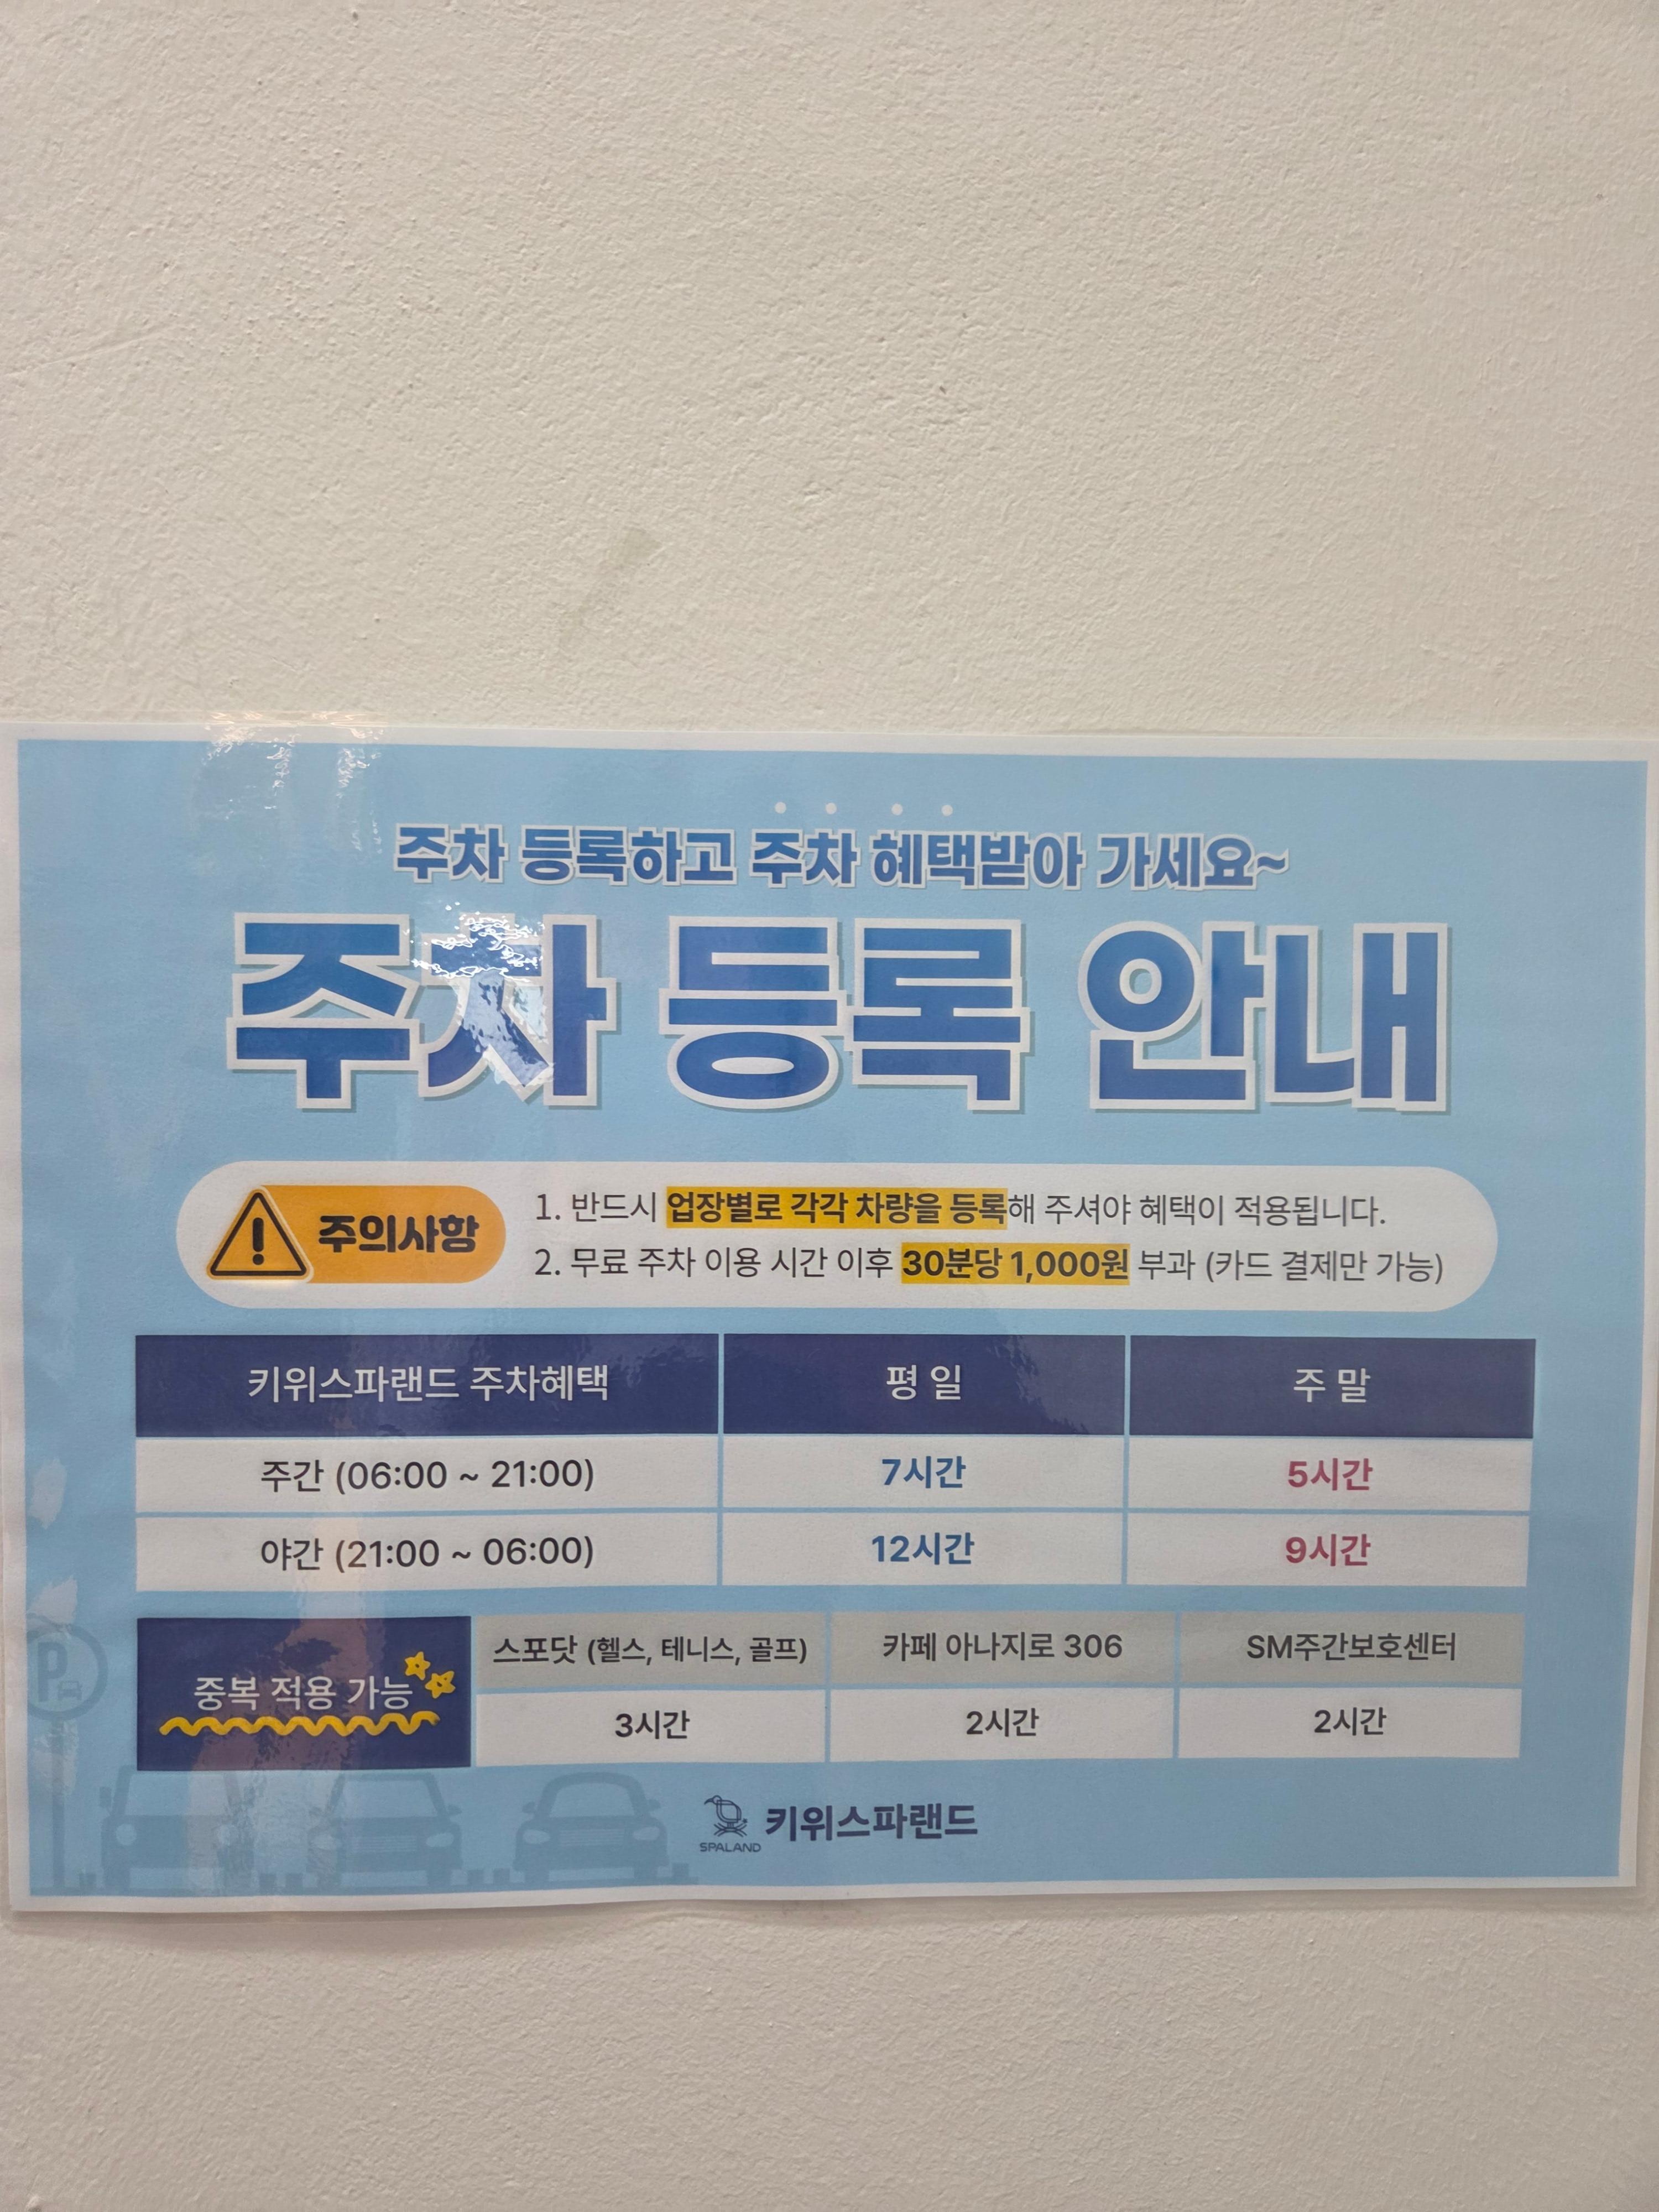 주차 등록하고 주차 혜택받아 가세요~
주차 등록 안내
주의사항
1. 반드시 업장별로 각각 차량을 등록해 주셔야 혜택이 적용됩니다.
2. 무료 주차 이용 시간 이후 30분당 1,000원 부과 (카드 결제만 가능)
키위스파랜드 주차혜택 평 일 주 말
주간 (06:00 ~ 21:00) 7시간 5시간
야간 (21:00 ~ 06:00) 12시간 9시간
중복 적용 가능
스포닷 (헬스, 테니스, 골프) 카페 아나지로 306 SM주간보호센터
3시간 2시간 2시간
P
SPALAND 키위스파랜드